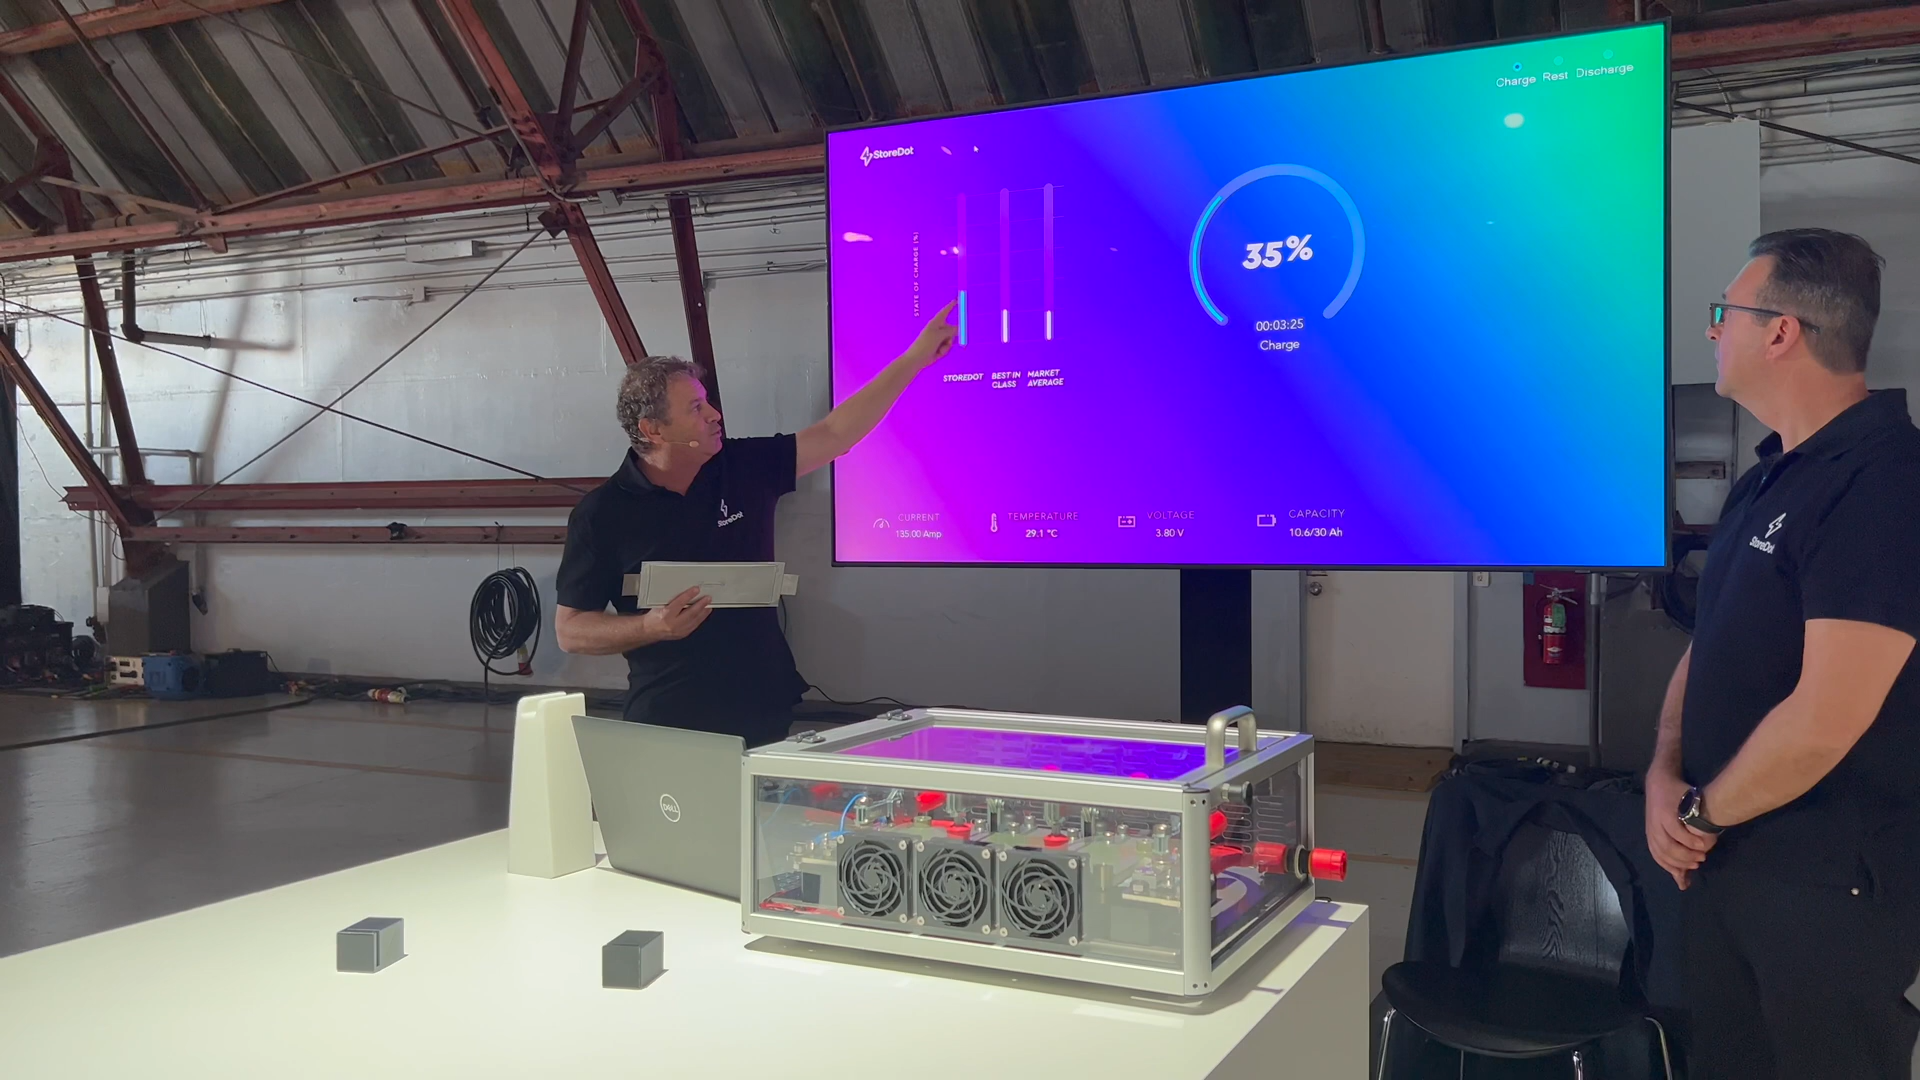 Charge Rest Discharge
StoreDot
STATE OF CHARGE (%)
35%
00:03:25
Charge
STOREDOT
BEST IN
CLASS
MARKET
AVERAGE
CURRENT
135.00 Amp
TEMPERATURE
29.1 °C
VOLTAGE
3.80 V
CAPACITY
10.6/30 Ah
StoreDot
StoreDot
DELL